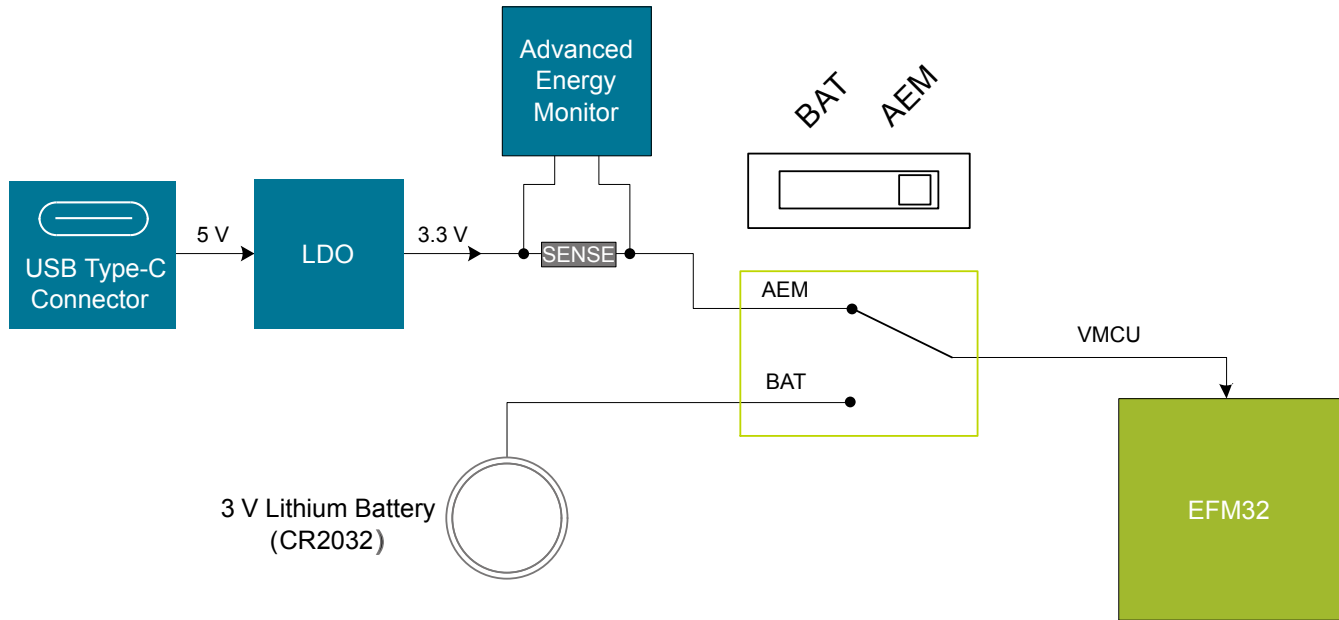 Advanced
Energy
Monitor
BAT
AEM
USB Type-C
Connector
5 V
LDO
3.3 V
SENSE
AEM
BAT
VMCU
3 V Lithium Battery
(CR2032)
EFM32